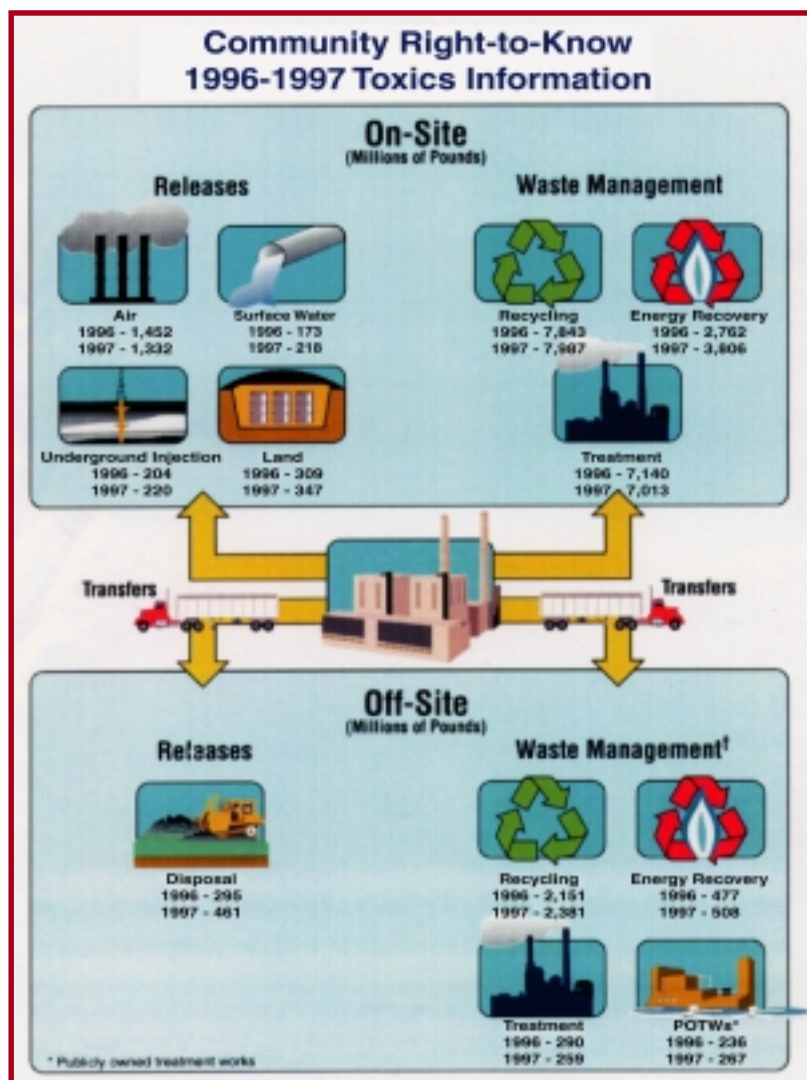 Community Right-to-Know
1996-1997 Toxics Information
On-Site
(Millions of Pounds)
Releases
Waste Management
Air
1996 - 1,452
1997 - 1,332
Surface Water
1996 - 173
1997 - 218
Recycling
1996 - 7,843
1997 - 7,987
Energy Recovery
1996 - 2,762
1997 - 3,806
Underground Injection
1996 - 204
1997 - 220
Land
1996 - 309
1997 - 347
Treatment
1996 - 7,140
1997 - 7,013
Transfers
Transfers
Off-Site
(Millions of Pounds)
Releases
Waste Management†
Disposal
1996 - 295
1997 - 461
Recycling
1996 - 2,151
1997 - 2,381
Energy Recovery
1996 - 477
1997 - 508
Treatment
1996 - 290
1997 - 259
POTWs*
1996 - 236
1997 - 267
* Publicly owned treatment works